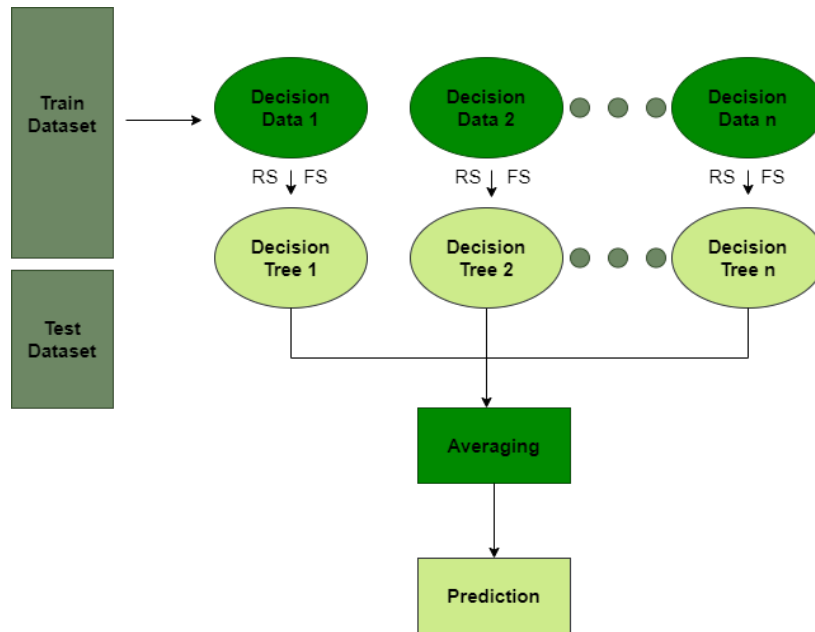 Train
Dataset
Decision
Data 1
Decision
Data 2
Decision
Data n
RS FS
RS FS
RS FS
Decision
Tree 1
Decision
Tree 2
Decision
Tree n
Test
Dataset
Averaging
Prediction